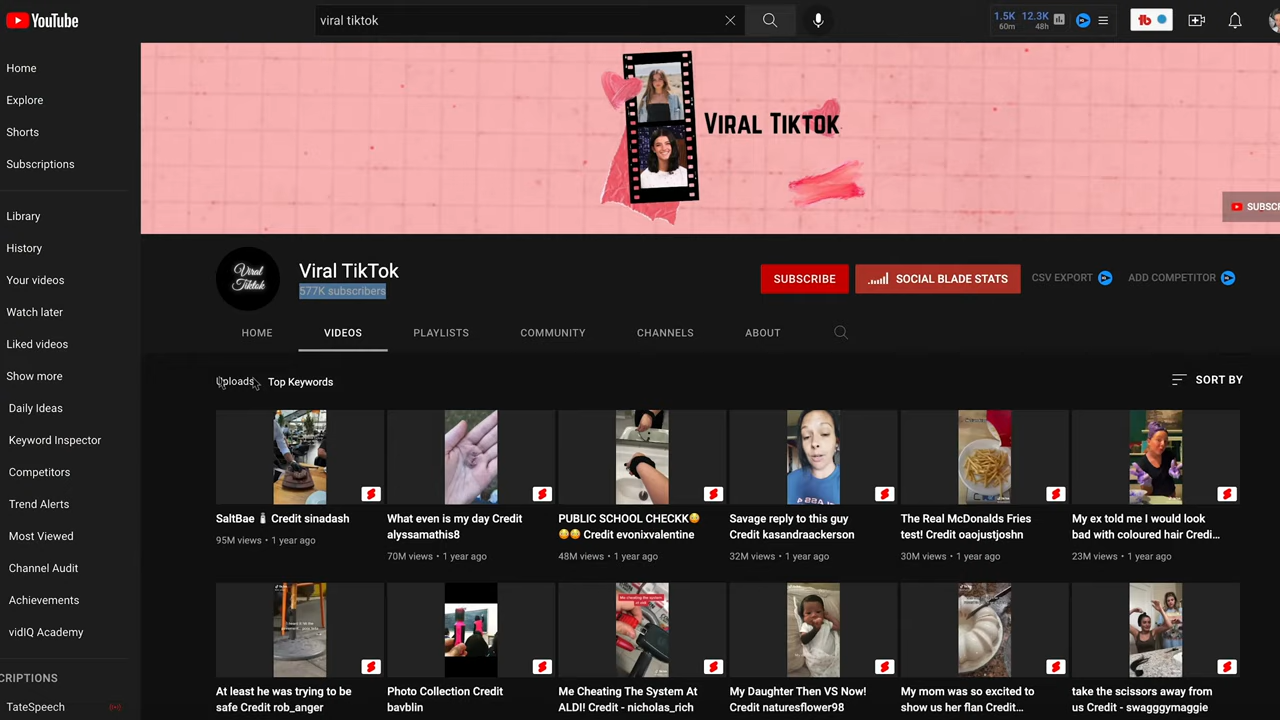 YouTube
viral tiktok
1.5K
60m
12.3K
48h
Home
Explore
Shorts
Subscriptions
Library
History
Your videos
Watch later
Liked videos
Show more
Daily Ideas
Keyword Inspector
Competitors
Trend Alerts
Most Viewed
Channel Audit
Achievements
vidIQ Academy
CRIPTIONS
TateSpeech
VIRAL TIKTOK
SUBSC
Viral
Tiktok
Viral TikTok
577K subscribers
SUBSCRIBE
SOCIAL BLADE STATS
CSV EXPORT
ADD COMPETITOR
HOME
VIDEOS
PLAYLISTS
COMMUNITY
CHANNELS
ABOUT
Uploads
Top Keywords
SORT BY
SaltBae 🧂 Credit sinadash
95M views • 1 year ago
What even is my day Credit
alyssamathis8
70M views • 1 year ago
PUBLIC SCHOOL CHECKK😳
😳😳 Credit evonixvalentine
48M views • 1 year ago
Savage reply to this guy
Credit kasandraackerson
32M views • 1 year ago
The Real McDonalds Fries
test! Credit oaojustjoshn
30M views • 1 year ago
My ex told me I would look
bad with coloured hair Credi...
23M views • 1 year ago
At least he was trying to be
safe Credit rob_anger
Photo Collection Credit
bavblin
Me Cheating The System At
ALDI! Credit - nicholas_rich
My Daughter Then VS Now!
Credit naturesflower98
My mom was so excited to
show us her flan Credit...
take the scissors away from
us Credit - swagggymaggie